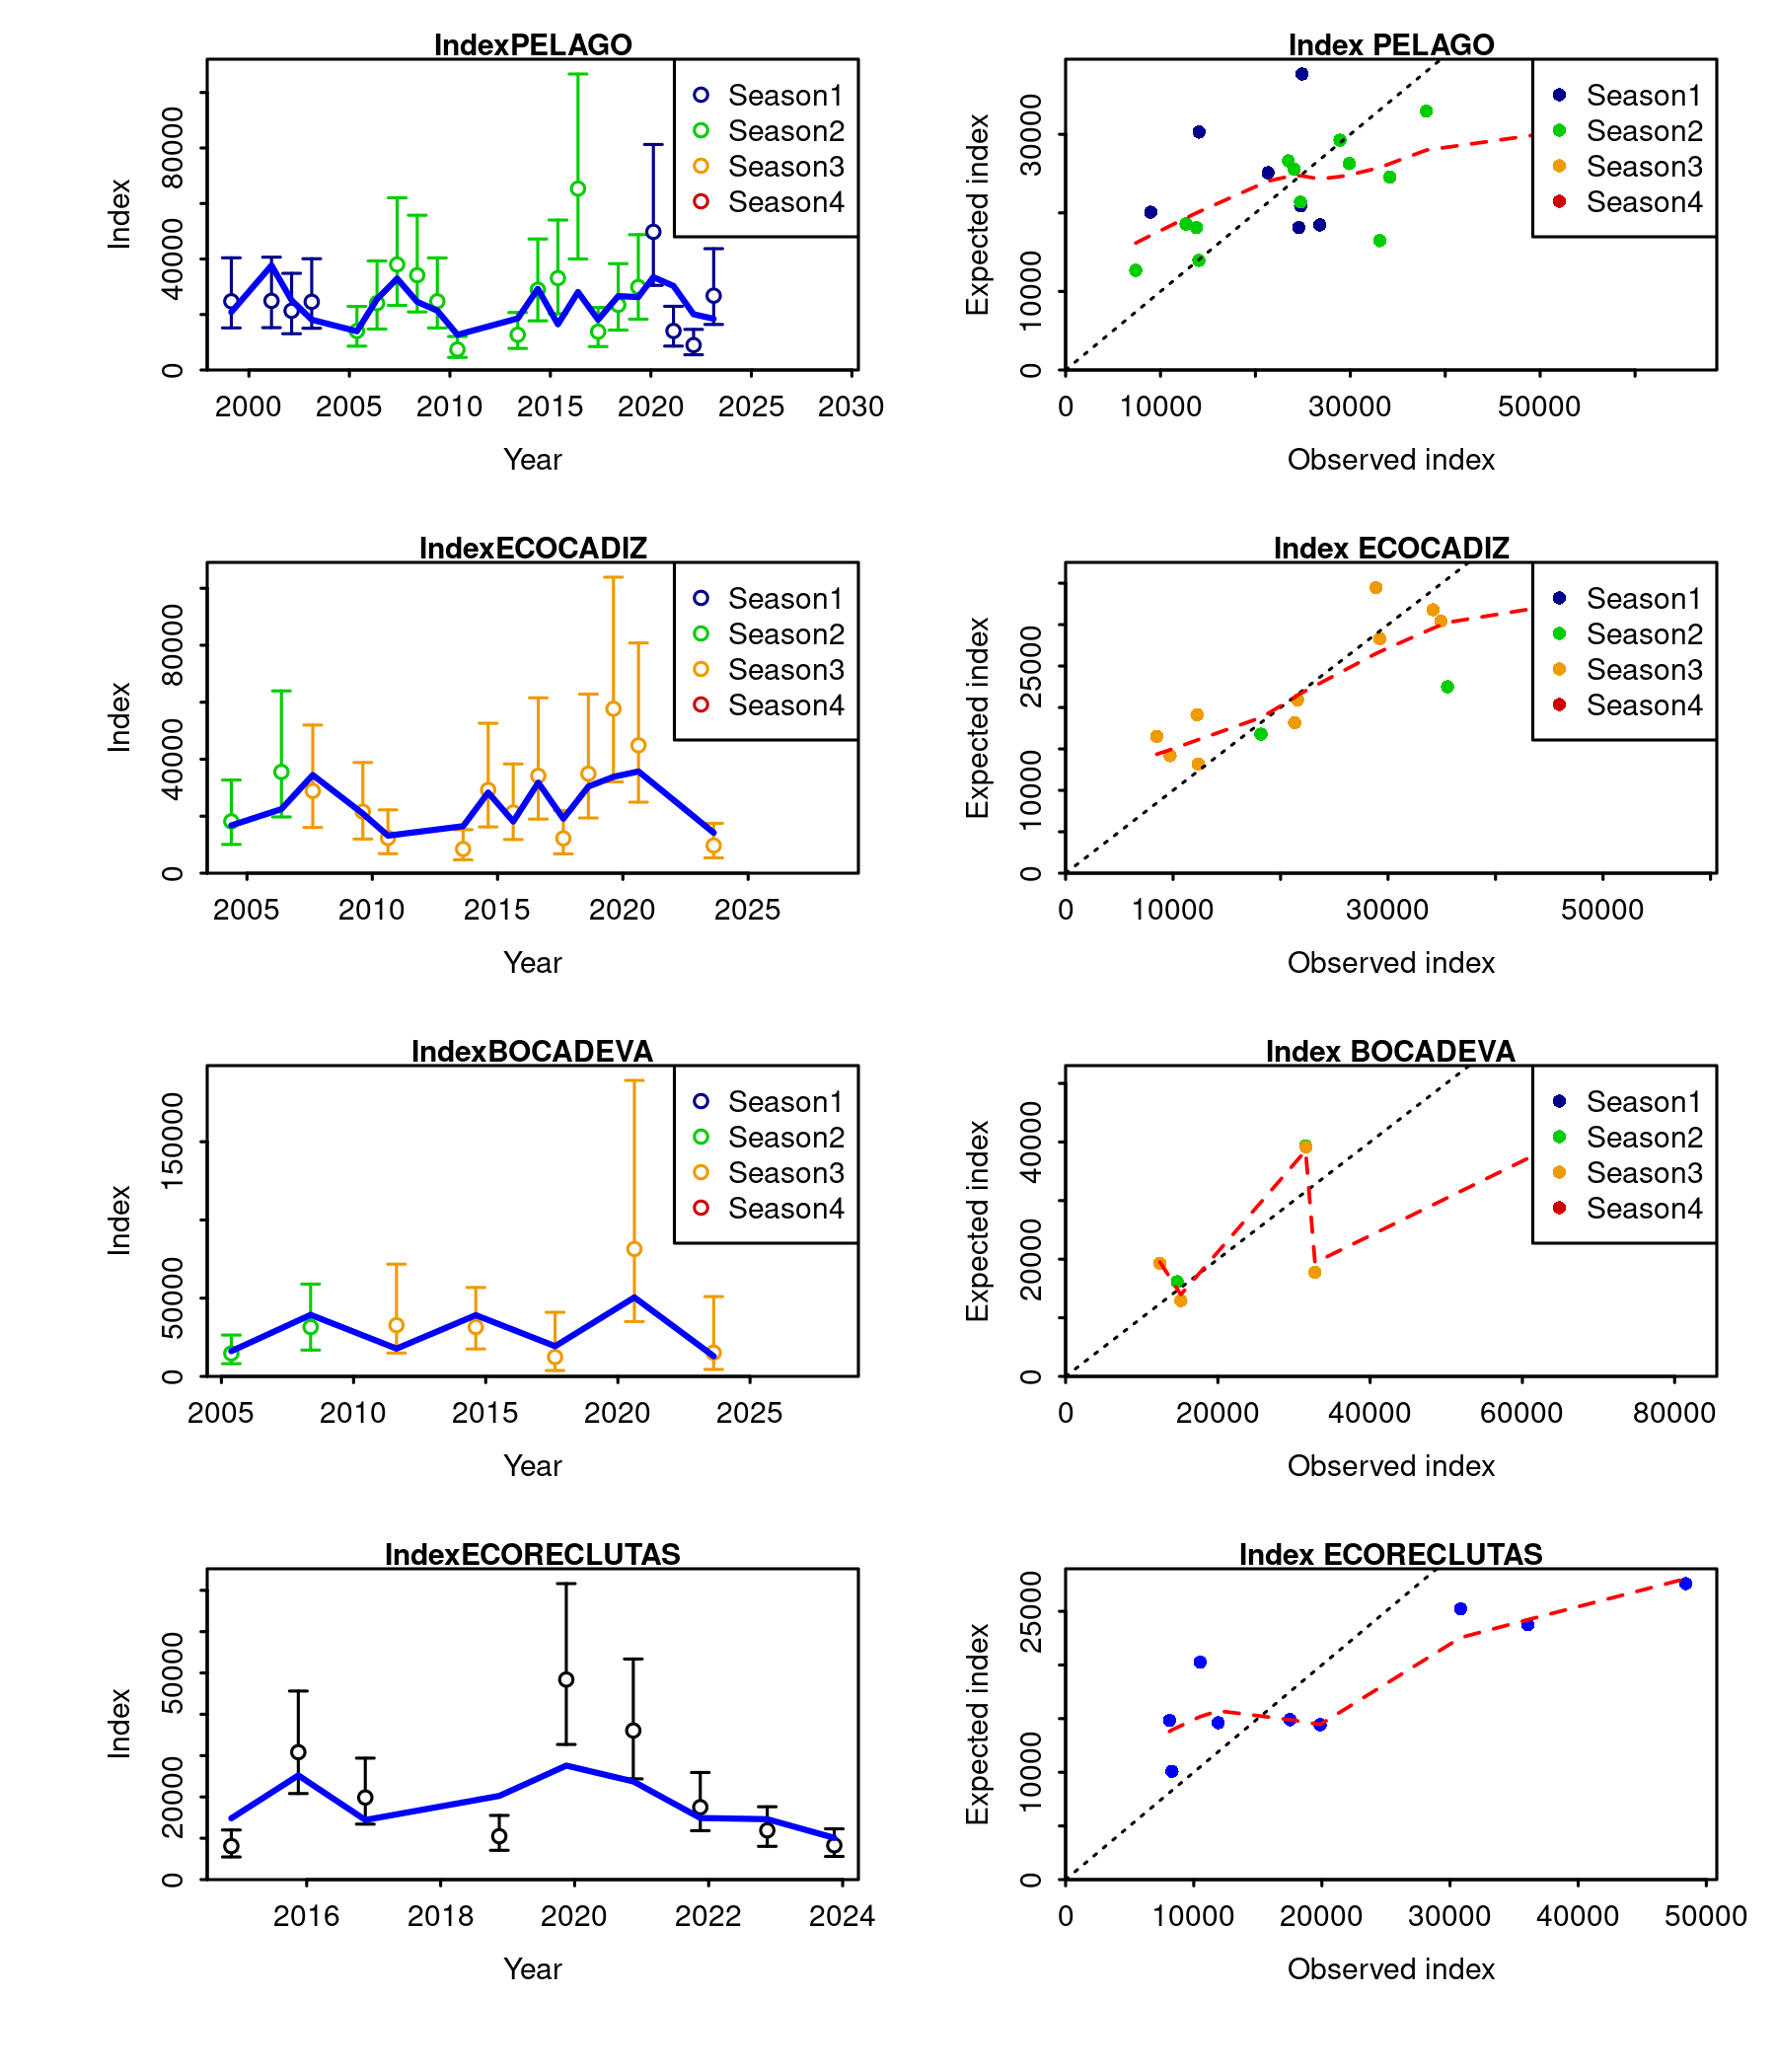 IndexPELAGO
Index
0 40000 80000
Season1
Season2
Season3
Season4
2000 2005 2010 2015 2020 2025 2030
Year
Index PELAGO
Expected index
0 10000 30000
Season1
Season2
Season3
Season4
0 10000 30000 50000
Observed index
IndexECOCADIZ
Index
0 40000 80000
Season1
Season2
Season3
Season4
2005 2010 2015 2020 2025
Year
Index ECOCADIZ
Expected index
0 10000 25000
Season1
Season2
Season3
Season4
0 10000 30000 50000
Observed index
IndexBOCADEVA
Index
0 50000 150000
Season1
Season2
Season3
Season4
2005 2010 2015 2020 2025
Year
Index BOCADEVA
Expected index
0 20000 40000
Season1
Season2
Season3
Season4
0 20000 40000 60000 80000
Observed index
IndexECORECLUTAS
Index
0 20000 50000
2016 2018 2020 2022 2024
Year
Index ECORECLUTAS
Expected index
0 10000 25000
0 10000 20000 30000 40000 50000
Observed index